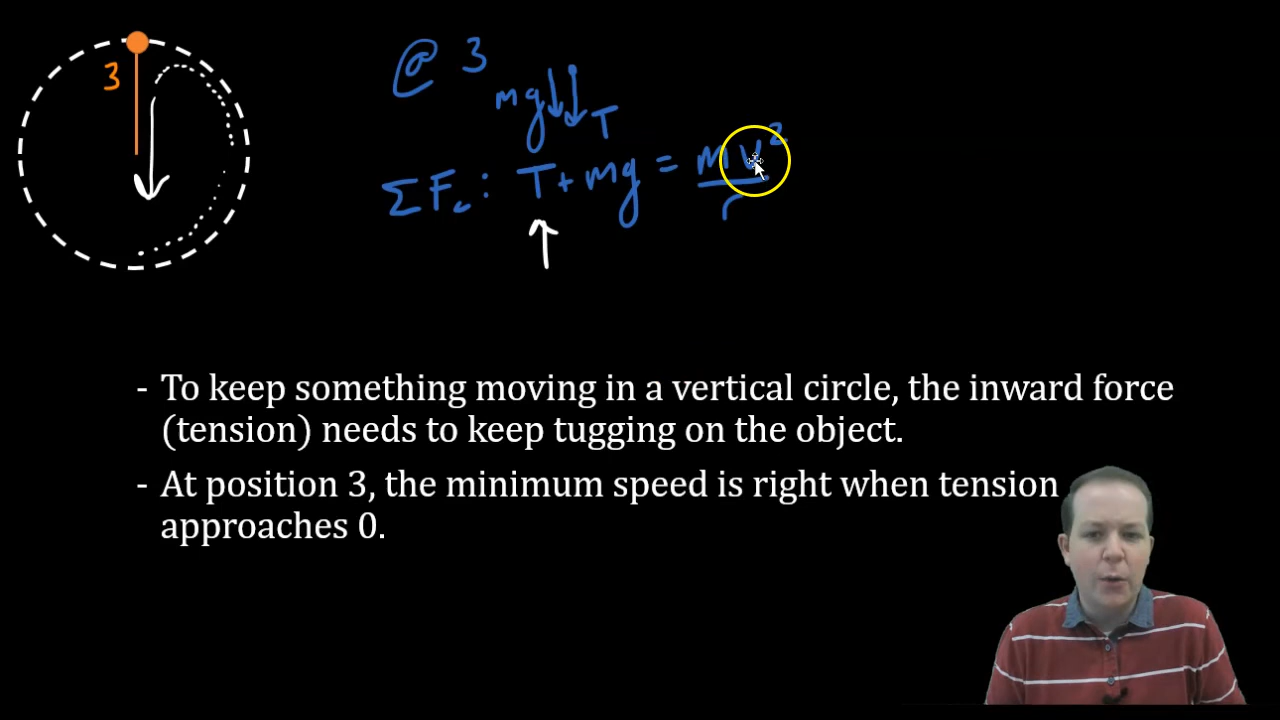 3
@ 3
mg T
ΣFc: T + mg = mv²/r
- To keep something moving in a vertical circle, the inward force
(tension) needs to keep tugging on the object.
- At position 3, the minimum speed is right when tension
approaches 0.